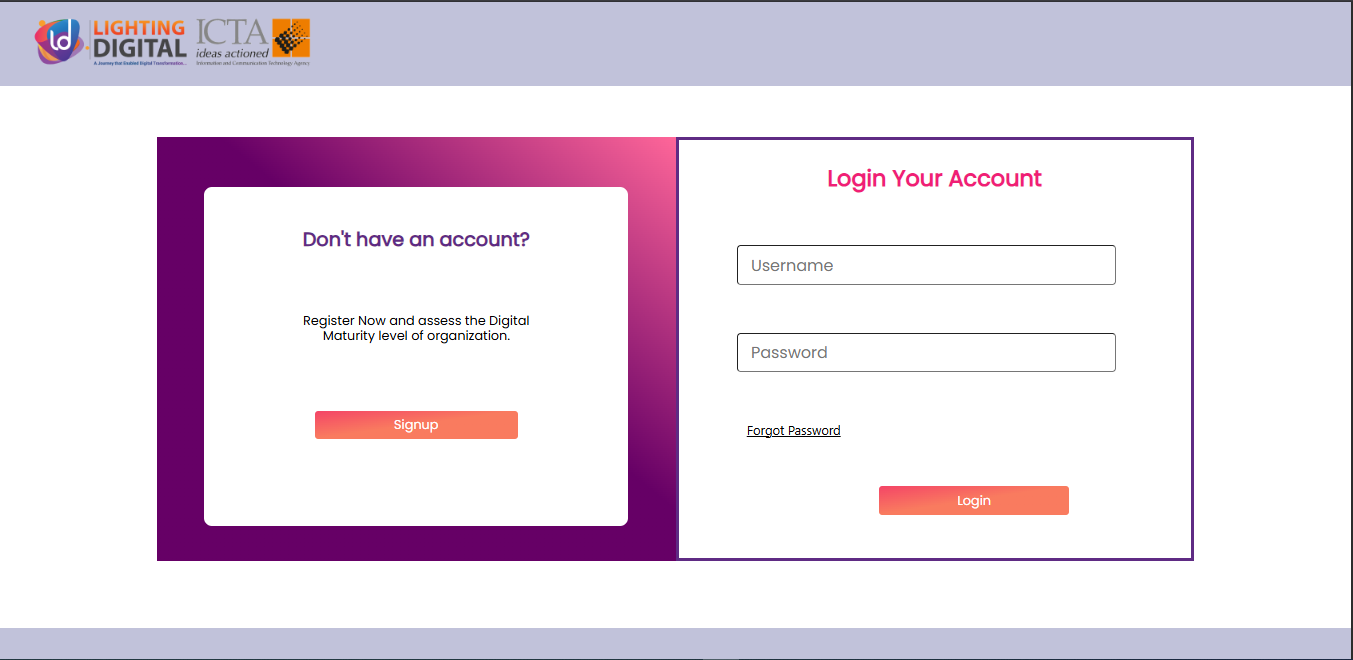 LIGHTING
DIGITAL
A Journey that Enabled Digital Transformation...
ICTA
ideas actioned
Information and Communication Technology Agency
Don't have an account?
Register Now and assess the Digital
Maturity level of organization.
Signup
Login Your Account
Username
Password
Forgot Password
Login